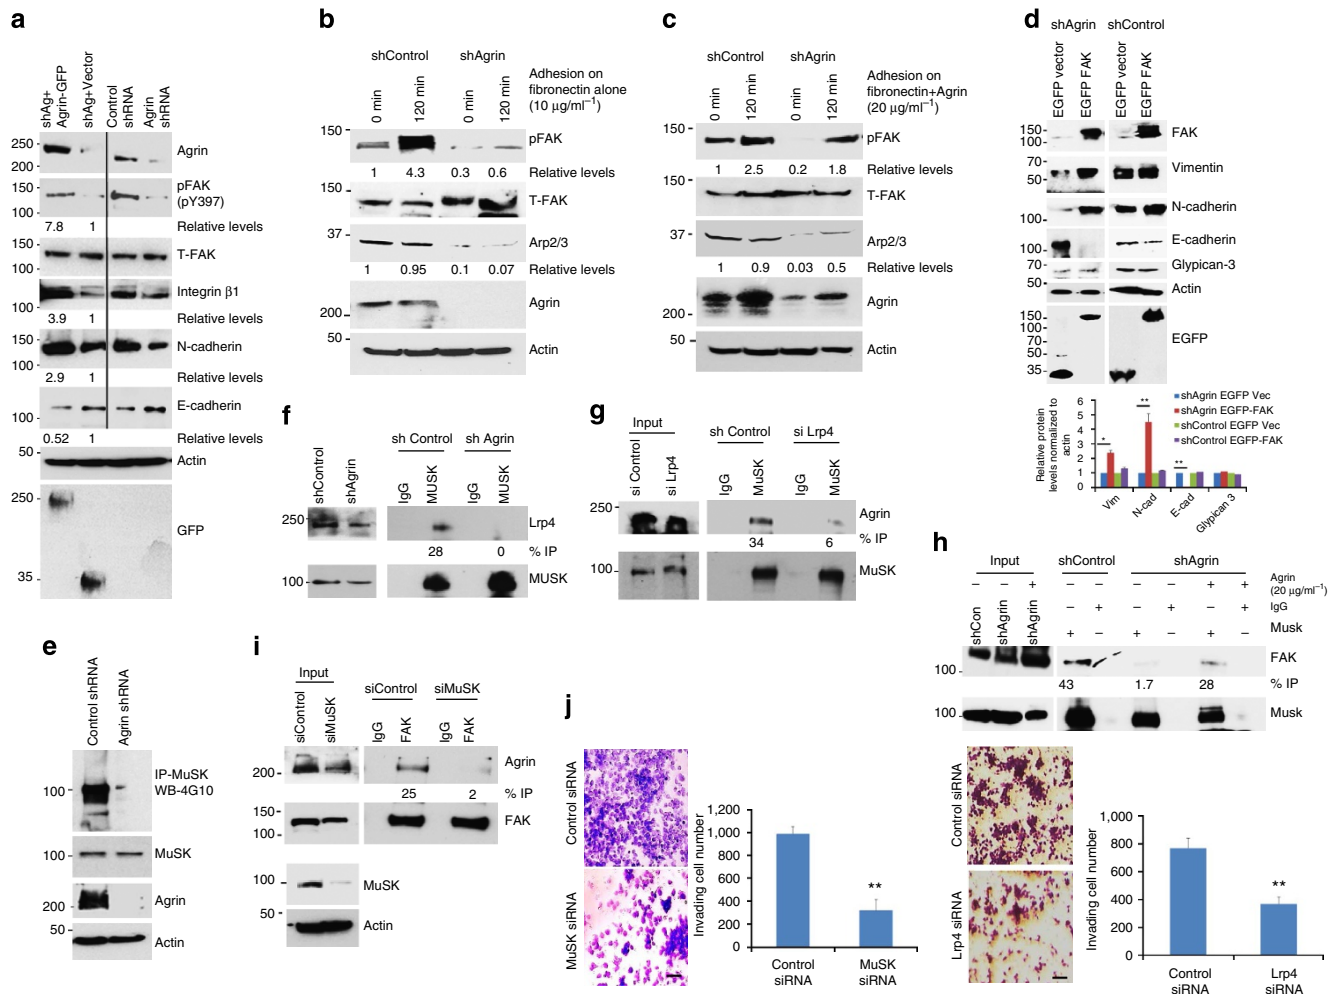 a
shAg+
Agrin-GFP
shAg+Vector
Control
shRNA
Agrin
shRNA
250
200
Agrin
150
100
pFAK
(pY397)
7.8 1 Relative levels
150
100
T-FAK
100
Integrin β1
3.9 1 Relative levels
150
100
N-cadherin
2.9 1 Relative levels
100
E-cadherin
0.52 1 Relative levels
50
Actin
250
35
GFP
b
shControl shAgrin
0 min
120 min
0 min
120 min
Adhesion on
fibronectin alone
(10 μg/ml−1)
150
pFAK
1 4.3 0.3 0.6 Relative levels
150
T-FAK
37
Arp2/3
1 0.95 0.1 0.07 Relative levels
200
Agrin
50
Actin
c
shControl shAgrin
0 min
120 min
0 min
120 min
Adhesion on
fibronectin+Agrin
(20 μg/ml−1)
150
pFAK
1 2.5 0.2 1.8 Relative levels
150
T-FAK
37
Arp2/3
1 0.9 0.03 0.5 Relative levels
200
Agrin
50
Actin
d
shAgrin shControl
EGFP vector
EGFP FAK
EGFP vector
EGFP FAK
150
100
FAK
70
50
Vimentin
100
N-cadherin
100
E-cadherin
70
Glypican-3
50
Actin
150
100
70
50
35
EGFP
Relative protein
levels normalized to
actin
6
5
4
3
2
1
0
* ** **
Vim
N-cad
E-cad
Glypican 3
shAgrin EGFP Vec
shAgrin EGFP-FAK
shControl EGFP Vec
shControl EGFP-FAK
e
Control shRNA
Agrin shRNA
100
IP-MuSK
WB-4G10
100
MuSK
200
Agrin
50
Actin
f
shControl
shAgrin
sh Control sh Agrin
IgG
MUSK
IgG
MUSK
250
Lrp4
28 0 % IP
100
MUSK
g
Input
si Control
si Lrp4
sh Control si Lrp4
IgG
MuSK
IgG
MuSK
250
Agrin
34 6 % IP
100
MuSK
h
Input shControl shAgrin
– – + – – – – + + Agrin
(20 μg/ml−1)
– + – + – + IgG
shCon
shAgrin
shAgrin
+ – + – + – Musk
100
FAK
43 1.7 28 % IP
100
Musk
i
Input
siControl
siMuSK
siControl siMuSK
IgG
FAK
IgG
FAK
200
Agrin
25 2 % IP
150
100
FAK
100
MuSK
50
Actin
j
Control siRNA
MuSK siRNA
Invading cell number
1,200
1,000
800
600
400
200
0
**
Control
siRNA
MuSK
siRNA
Control siRNA
Lrp4 siRNA
Invading cell number
1,000
800
600
400
200
0
**
Control
siRNA
Lrp4
siRNA